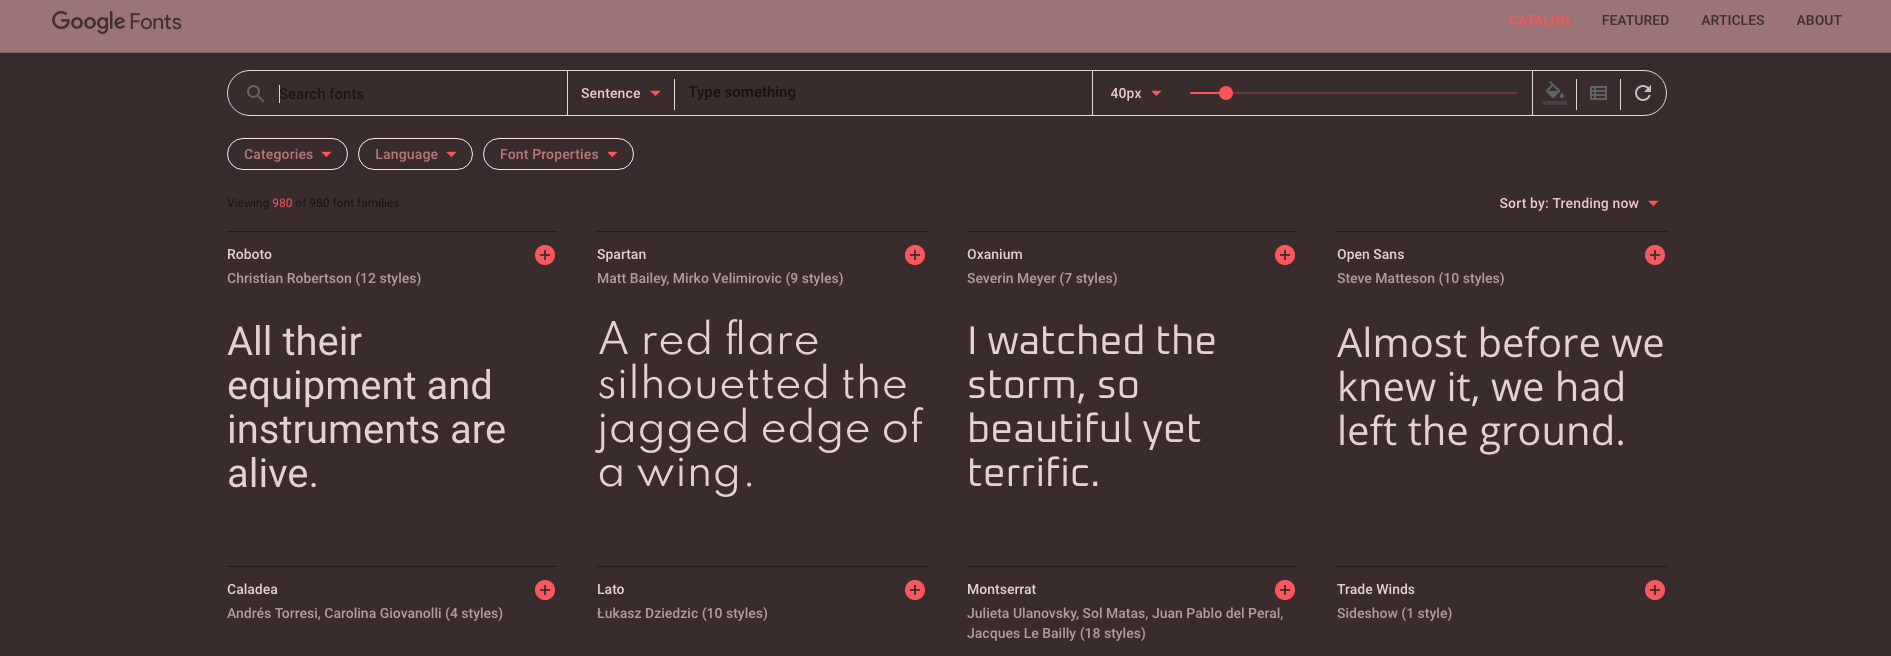 Google Fonts
CATALOG FEATURED ARTICLES ABOUT
Search fonts Sentence Type something 40px
Categories Language Font Properties
Viewing 980 of 980 font families Sort by: Trending now
Roboto
Christian Robertson (12 styles)
All their
equipment and
instruments are
alive.
Spartan
Matt Bailey, Mirko Velimirovic (9 styles)
A red flare
silhouetted the
jagged edge of
a wing.
Oxanium
Severin Meyer (7 styles)
I watched the
storm, so
beautiful yet
terrific.
Open Sans
Steve Matteson (10 styles)
Almost before we
knew it, we had
left the ground.
Caladea
Andrés Torresi, Carolina Giovanolli (4 styles)
Lato
Łukasz Dziedzic (10 styles)
Montserrat
Julieta Ulanovsky, Sol Matas, Juan Pablo del Peral,
Jacques Le Bailly (18 styles)
Trade Winds
Sideshow (1 style)